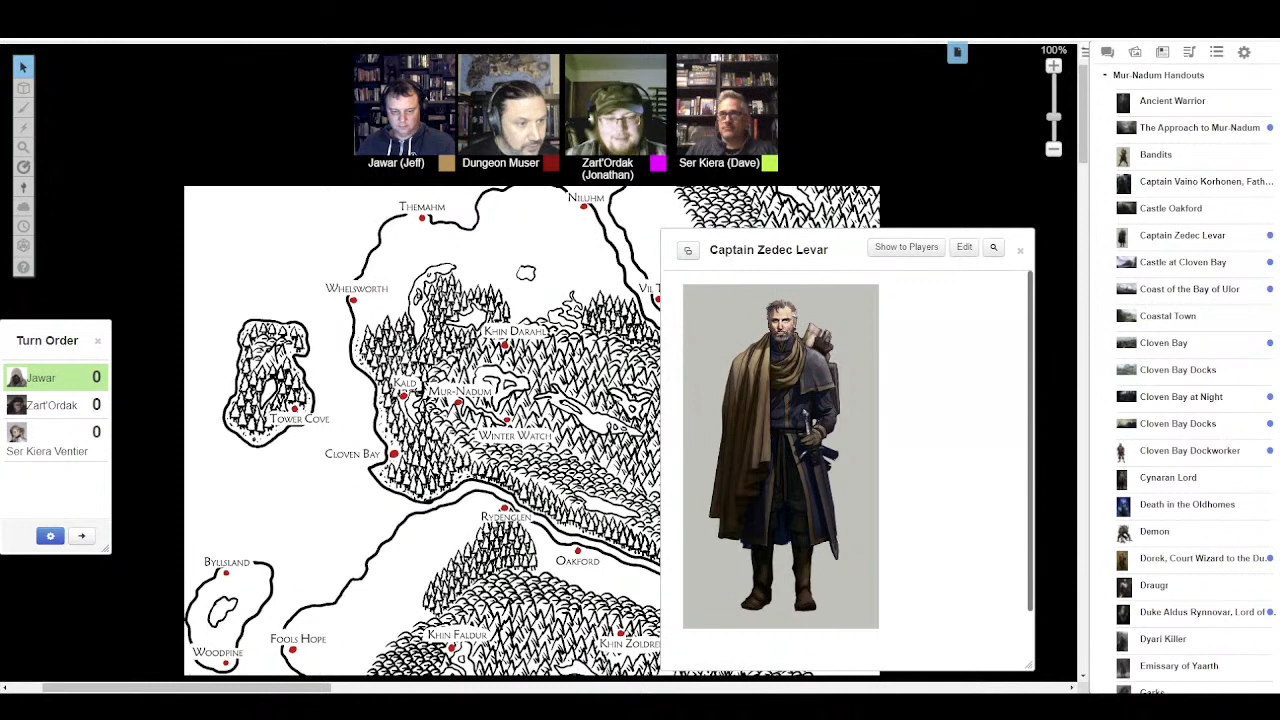 100%
Jawar (Jeff)
Dungeon Muser
Zart'Ordak
(Jonathan)
Ser Kiera (Dave)
Themahm
Niluhm
Whelsworth
Khin Darahl
Kald
Mur-Nadum
Tower Cove
Winter Watch
Cloven Bay
Rydenglen
Oakford
Bylisland
Fools Hope
Woodpine
Khin Faldur
Khin Zoldre
Turn Order
Jawar 0
Zart'Ordak 0
0
Ser Kiera Ventier
Captain Zedec Levar
Show to Players
Edit
Mur-Nadum Handouts
Ancient Warrior
The Approach to Mur-Nadum
Bandits
Captain Vaino Korhonen, Fath...
Castle Oakford
Captain Zedec Levar
Castle at Cloven Bay
Coast of the Bay of Ulor
Coastal Town
Cloven Bay
Cloven Bay Docks
Cloven Bay at Night
Cloven Bay Docks
Cloven Bay Dockworker
Cynaran Lord
Death in the Oldhomes
Demon
Dorek, Court Wizard to the Du...
Draugr
Duke Aldus Rynnovar, Lord of ...
Dyari Killer
Emissary of Yaarth
Garks